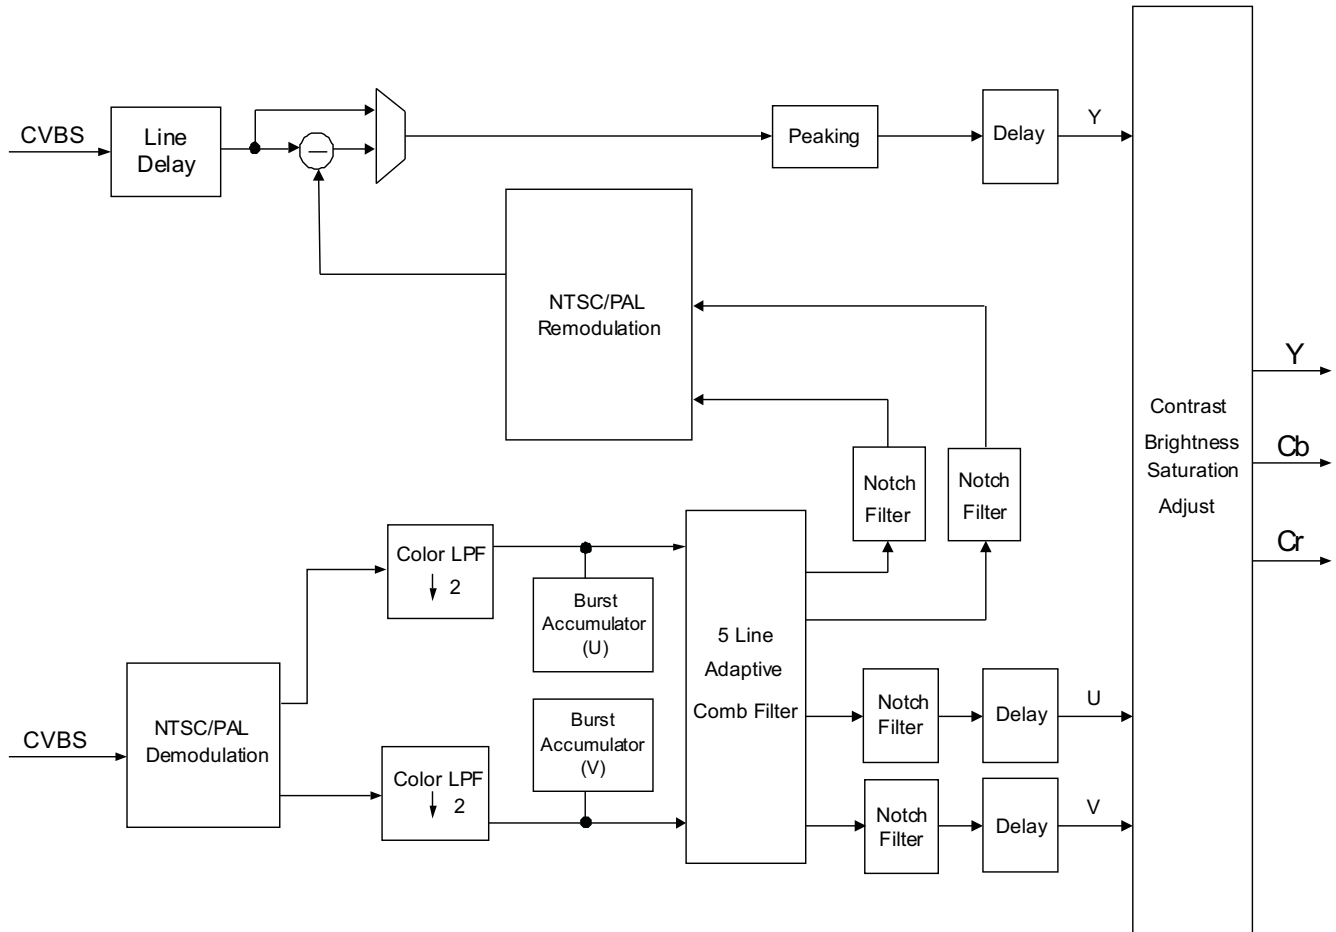 CVBS
Line
Delay
—
Peaking
Delay
Y
NTSC/PAL
Remodulation
Notch
Filter
Notch
Filter
Contrast
Brightness
Saturation
Adjust
Y
Cb
Cr
CVBS
NTSC/PAL
Demodulation
Color LPF
↓ 2
Color LPF
↓ 2
Burst
Accumulator
(U)
Burst
Accumulator
(V)
5 Line
Adaptive
Comb Filter
Notch
Filter
Delay
U
Notch
Filter
Delay
V